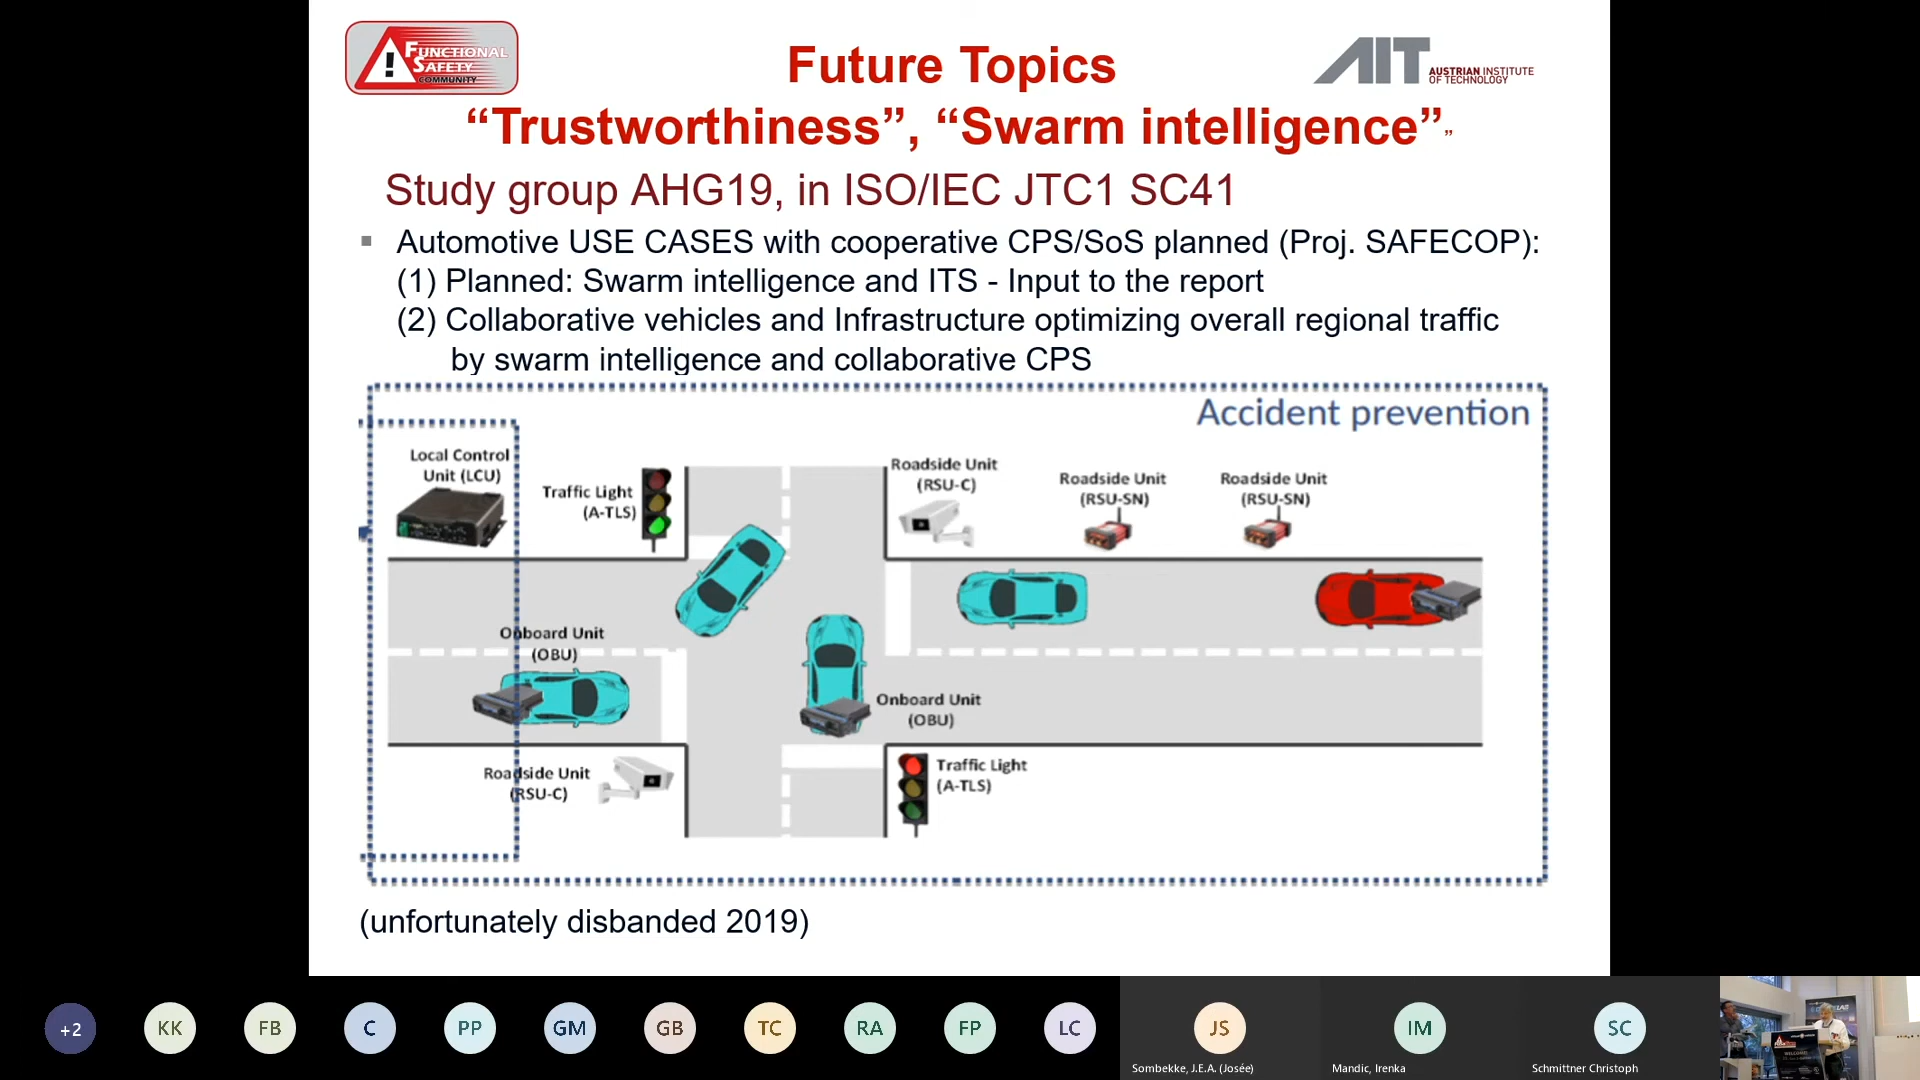 FUNCTIONAL
SAFETY
COMMUNITY
AIT AUSTRIAN INSTITUTE
OF TECHNOLOGY
Future Topics
“Trustworthiness”, “Swarm intelligence””
Study group AHG19, in ISO/IEC JTC1 SC41
▪ Automotive USE CASES with cooperative CPS/SoS planned (Proj. SAFECOP):
(1) Planned: Swarm intelligence and ITS - Input to the report
(2) Collaborative vehicles and Infrastructure optimizing overall regional traffic
by swarm intelligence and collaborative CPS
Accident prevention
Local Control
Unit (LCU)
Traffic Light
(A-TLS)
Roadside Unit
(RSU-C)
Roadside Unit
(RSU-SN)
Roadside Unit
(RSU-SN)
Onboard Unit
(OBU)
Onboard Unit
(OBU)
Roadside Unit
(RSU-C)
Traffic Light
(A-TLS)
(unfortunately disbanded 2019)
+2
KK
FB
C
PP
GM
GB
TC
RA
FP
LC
JS
IM
SC
Sombekke, J.E.A. (Josée)
Mandic, Irenka
Schmittner Christoph